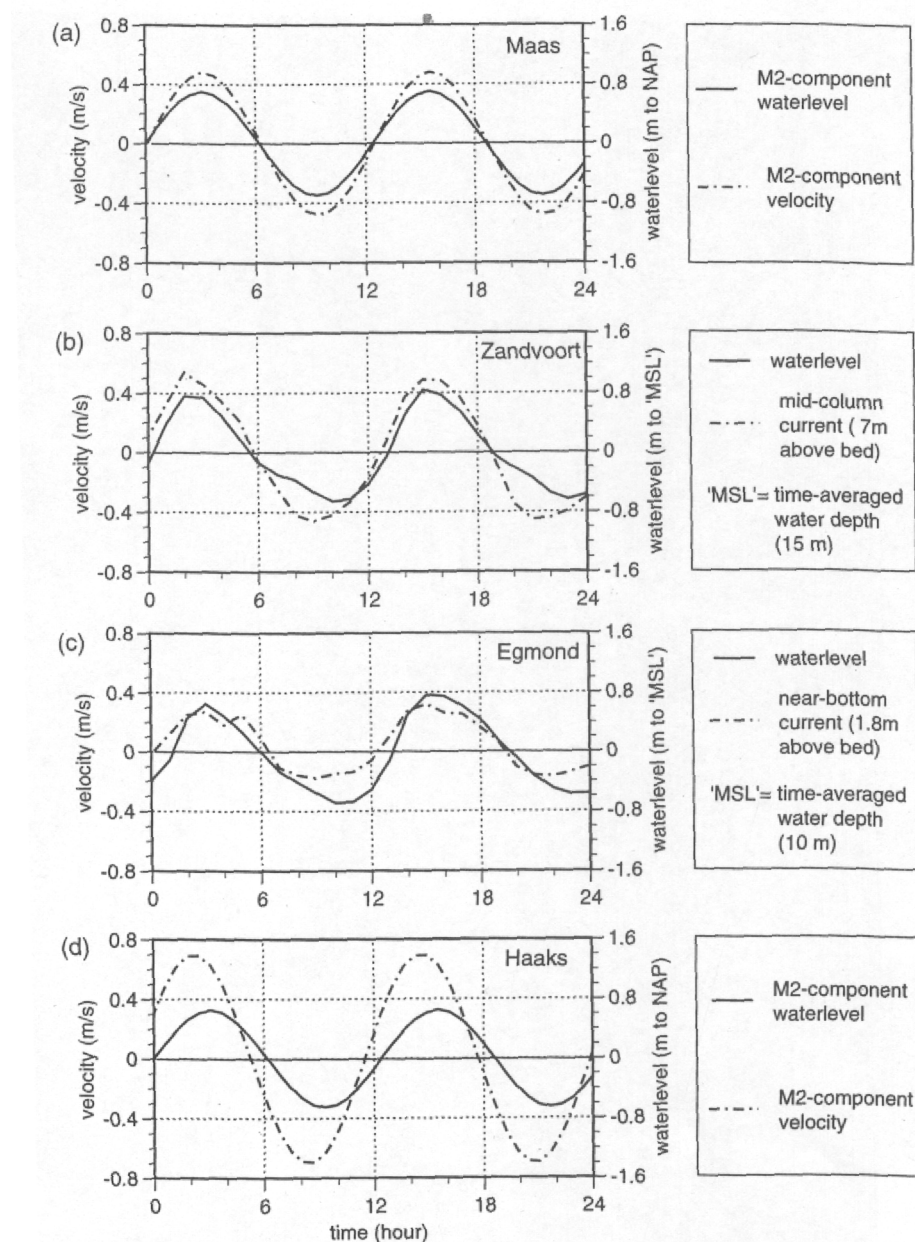 (a)
Maas
velocity (m/s)
0.8
0.4
0
-0.4
-0.8
0
6
12
18
24
1.6
0.8
0
-0.8
-1.6
waterlevel (m to NAP)
M2-component
waterlevel
M2-component
velocity
(b)
Zandvoort
velocity (m/s)
0.8
0.4
0
-0.4
-0.8
0
6
12
18
24
1.6
0.8
0
-0.8
-1.6
waterlevel (m to 'MSL')
waterlevel
mid-column
current ( 7m
above bed)
'MSL'= time-averaged
water depth
(15 m)
(c)
Egmond
velocity (m/s)
0.8
0.4
0
-0.4
-0.8
0
6
12
18
24
1.6
0.8
0
-0.8
-1.6
waterlevel (m to 'MSL')
waterlevel
near-bottom
current (1.8m
above bed)
'MSL'= time-averaged
water depth
(10 m)
(d)
Haaks
velocity (m/s)
0.8
0.4
0
-0.4
-0.8
0
6
12
18
24
time (hour)
1.6
0.8
0
-0.8
-1.6
waterlevel (m to NAP)
M2-component
waterlevel
M2-component
velocity